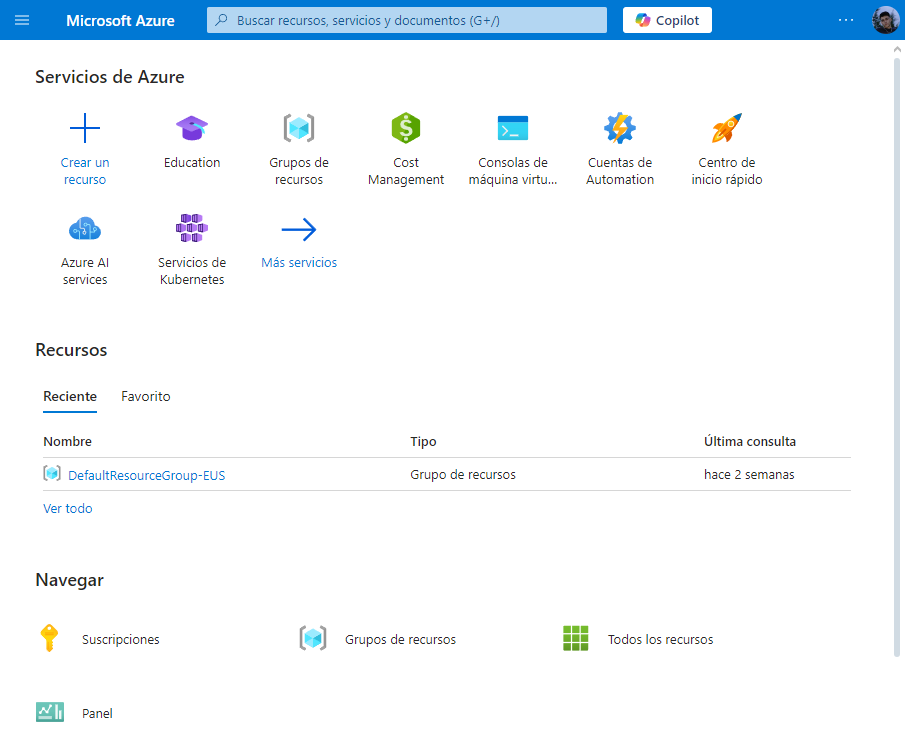 Microsoft Azure
Buscar recursos, servicios y documentos (G+/)
Copilot
Servicios de Azure
Crear un
recurso
Education
Grupos de
recursos
Cost
Management
Consolas de
máquina virtu...
Cuentas de
Automation
Centro de
inicio rápido
Azure AI
services
Servicios de
Kubernetes
Más servicios
Recursos
Reciente Favorito
Nombre Tipo Última consulta
DefaultResourceGroup-EUS Grupo de recursos hace 2 semanas
Ver todo
Navegar
Suscripciones Grupos de recursos Todos los recursos
Panel